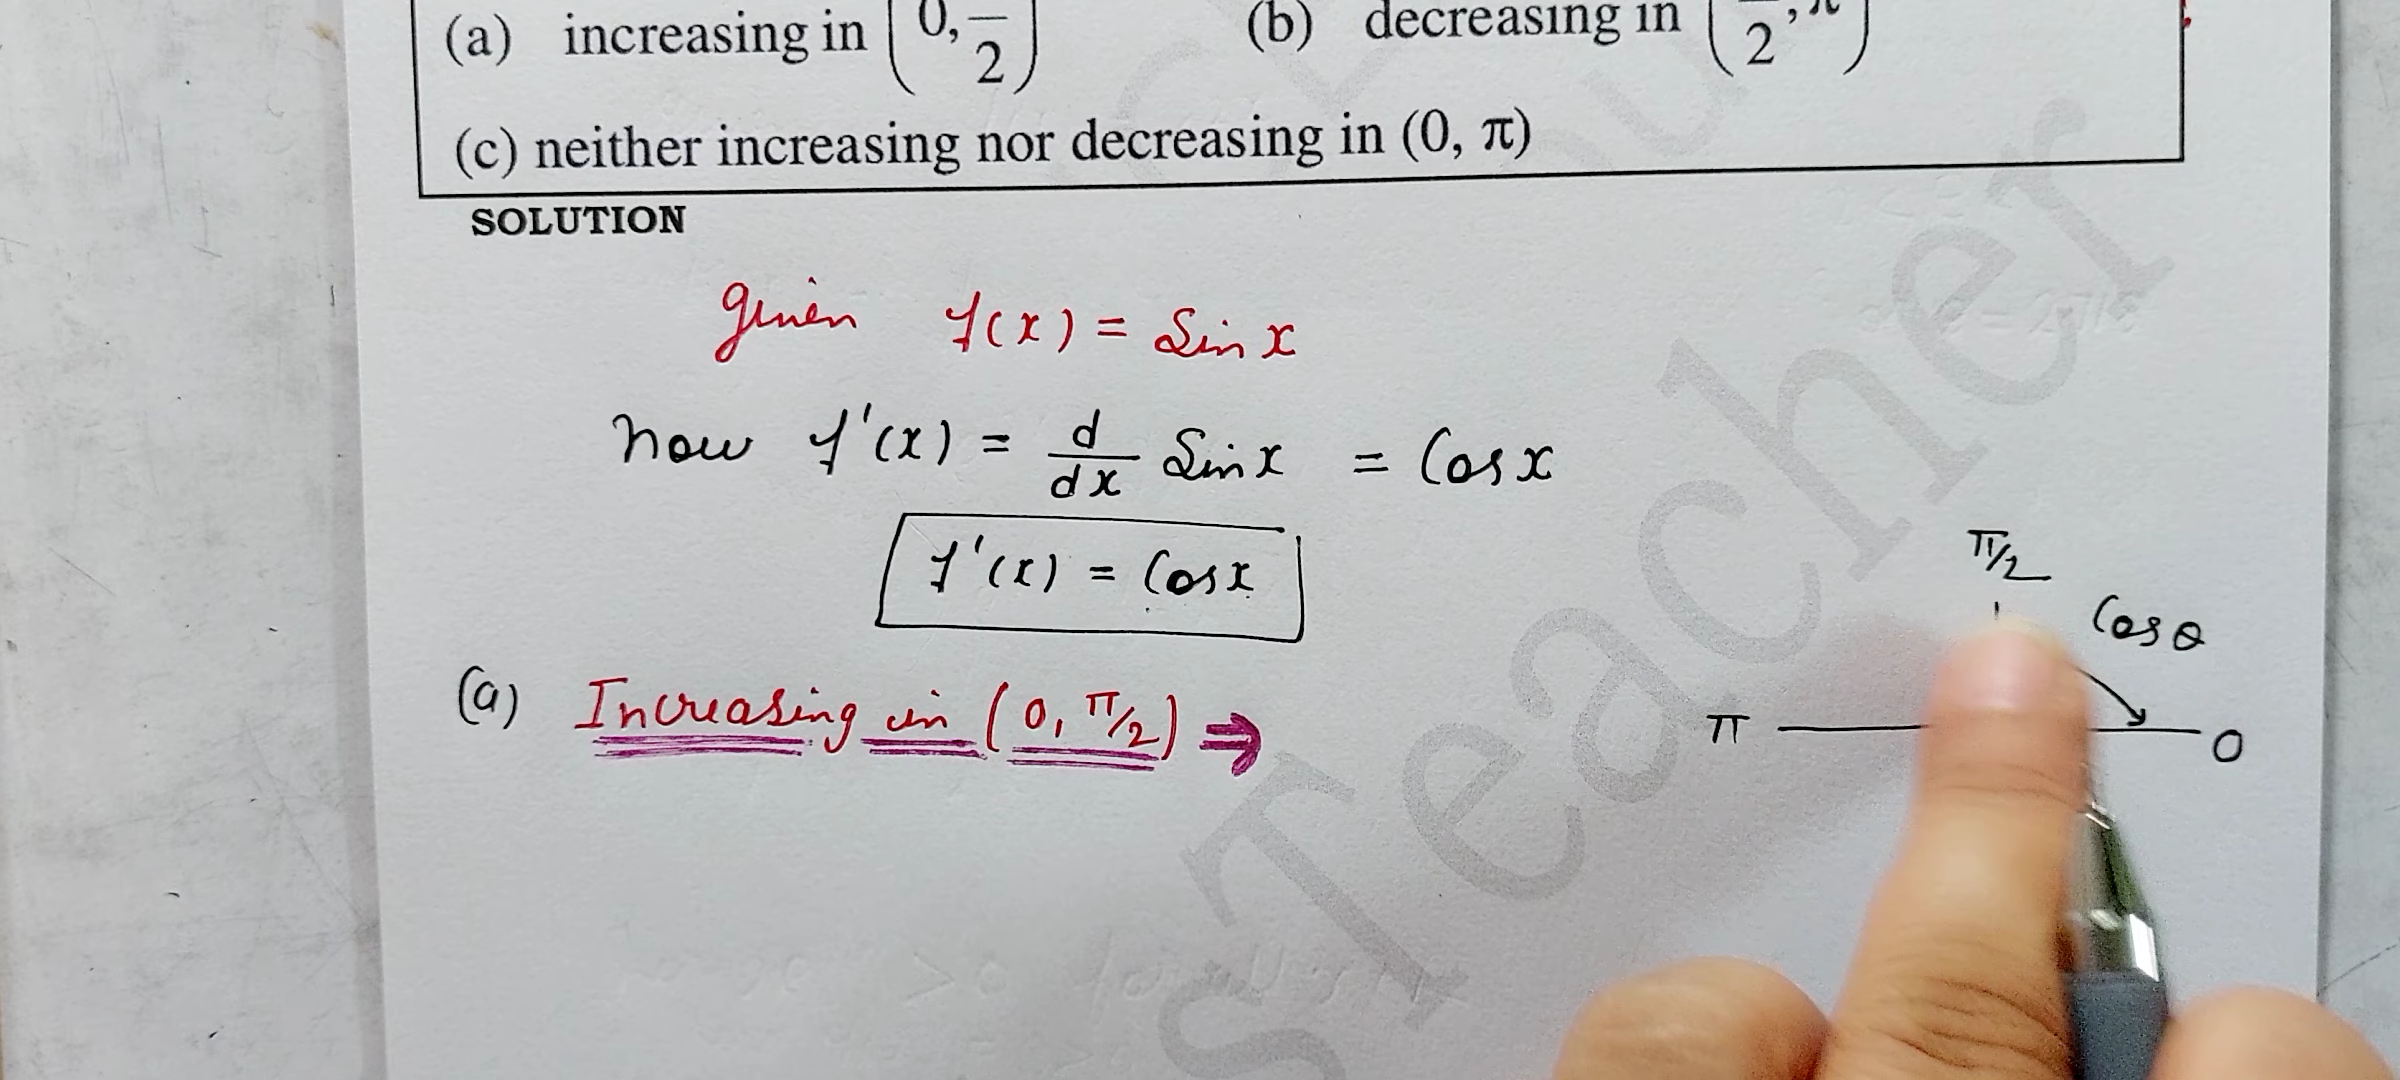 (a) increasing in (0, —/2) (b) decreasing in (—/2, π)
(c) neither increasing nor decreasing in (0, π)
SOLUTION
given f(x) = Sin x
now f'(x) = d/dx Sin x = Cos x
f'(x) = Cos x
π/2
Cos θ
(a) Increasing in (0, π/2) ⇒
π
0
Teacher